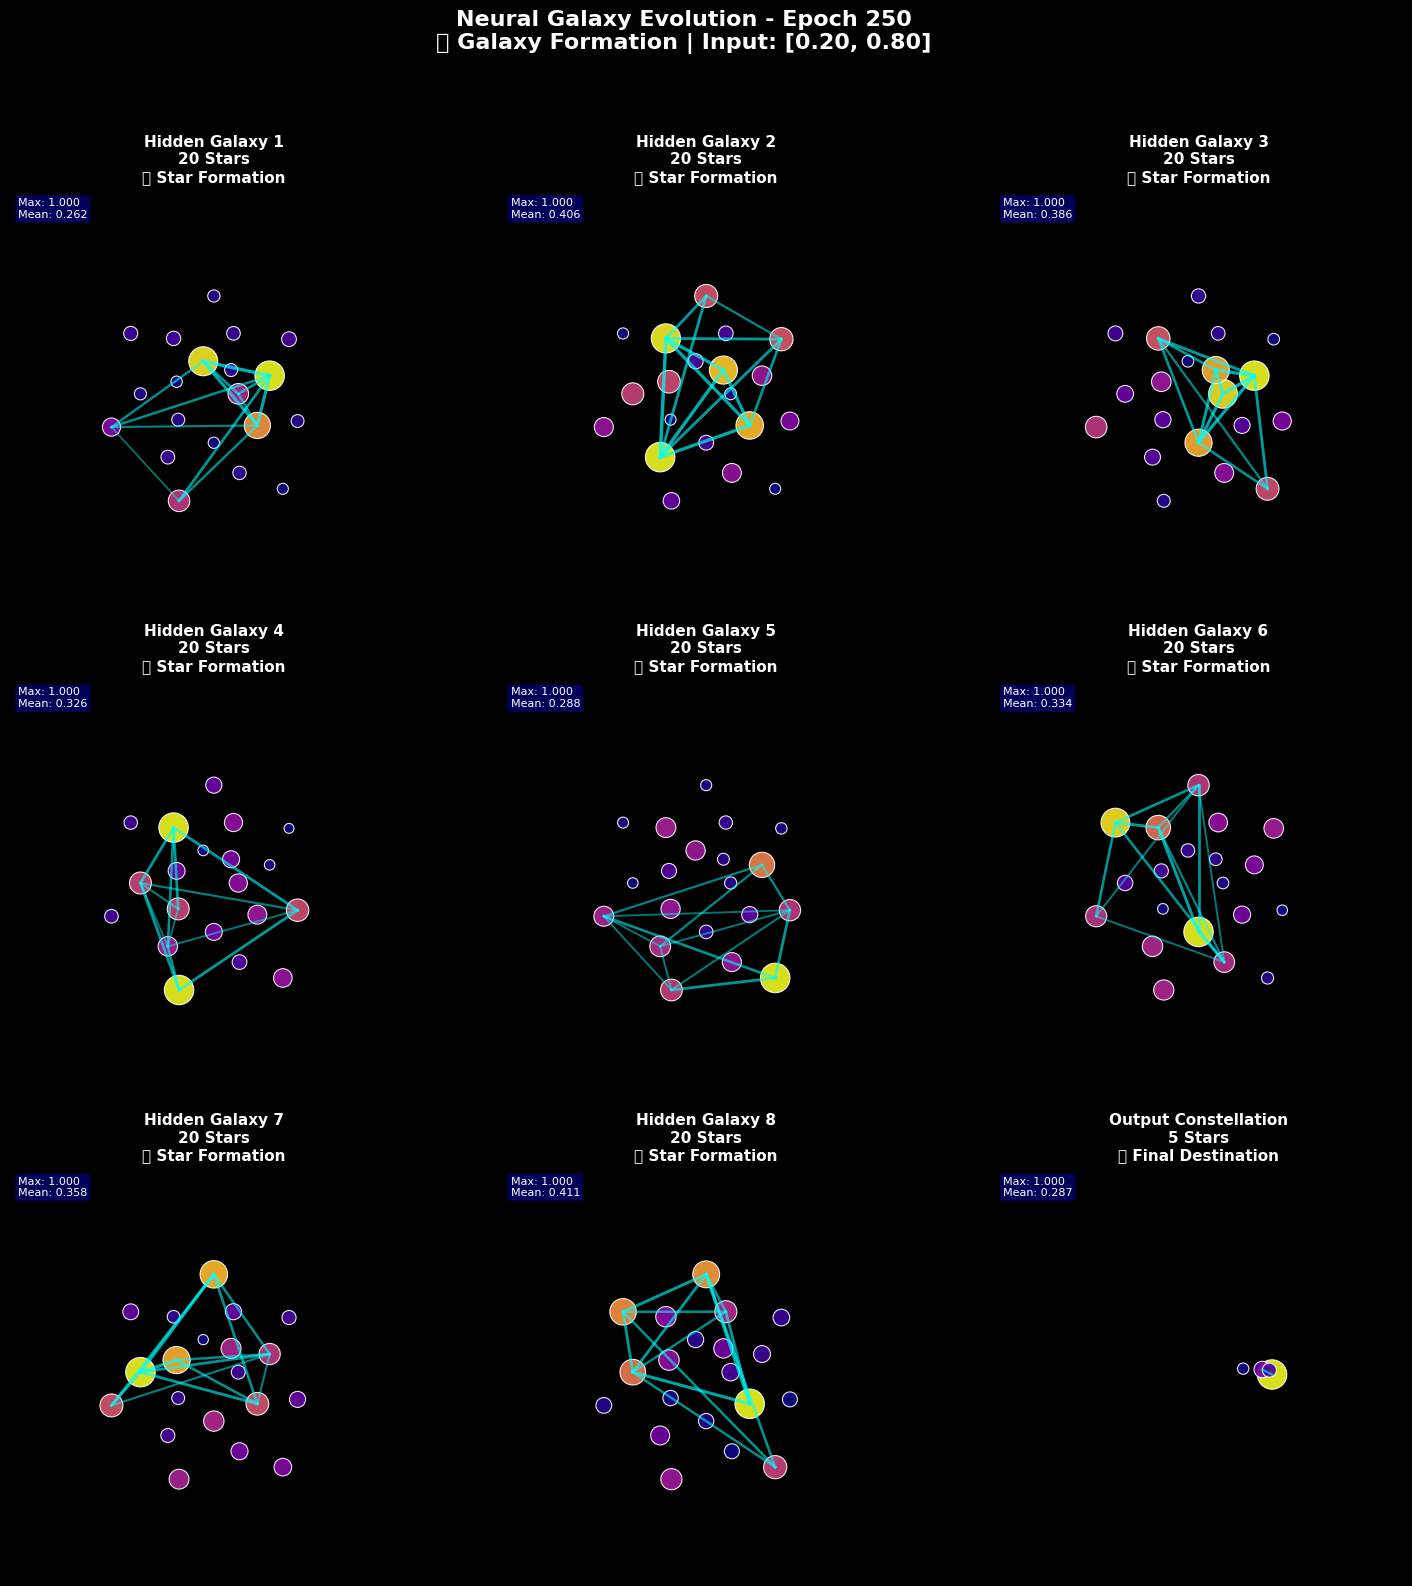 Neural Galaxy Evolution - Epoch 250
▯ Galaxy Formation | Input: [0.20, 0.80]
Hidden Galaxy 1
20 Stars
▯ Star Formation
Max: 1.000
Mean: 0.262
Hidden Galaxy 2
20 Stars
▯ Star Formation
Max: 1.000
Mean: 0.406
Hidden Galaxy 3
20 Stars
▯ Star Formation
Max: 1.000
Mean: 0.386
Hidden Galaxy 4
20 Stars
▯ Star Formation
Max: 1.000
Mean: 0.326
Hidden Galaxy 5
20 Stars
▯ Star Formation
Max: 1.000
Mean: 0.288
Hidden Galaxy 6
20 Stars
▯ Star Formation
Max: 1.000
Mean: 0.334
Hidden Galaxy 7
20 Stars
▯ Star Formation
Max: 1.000
Mean: 0.358
Hidden Galaxy 8
20 Stars
▯ Star Formation
Max: 1.000
Mean: 0.411
Output Constellation
5 Stars
▯ Final Destination
Max: 1.000
Mean: 0.287